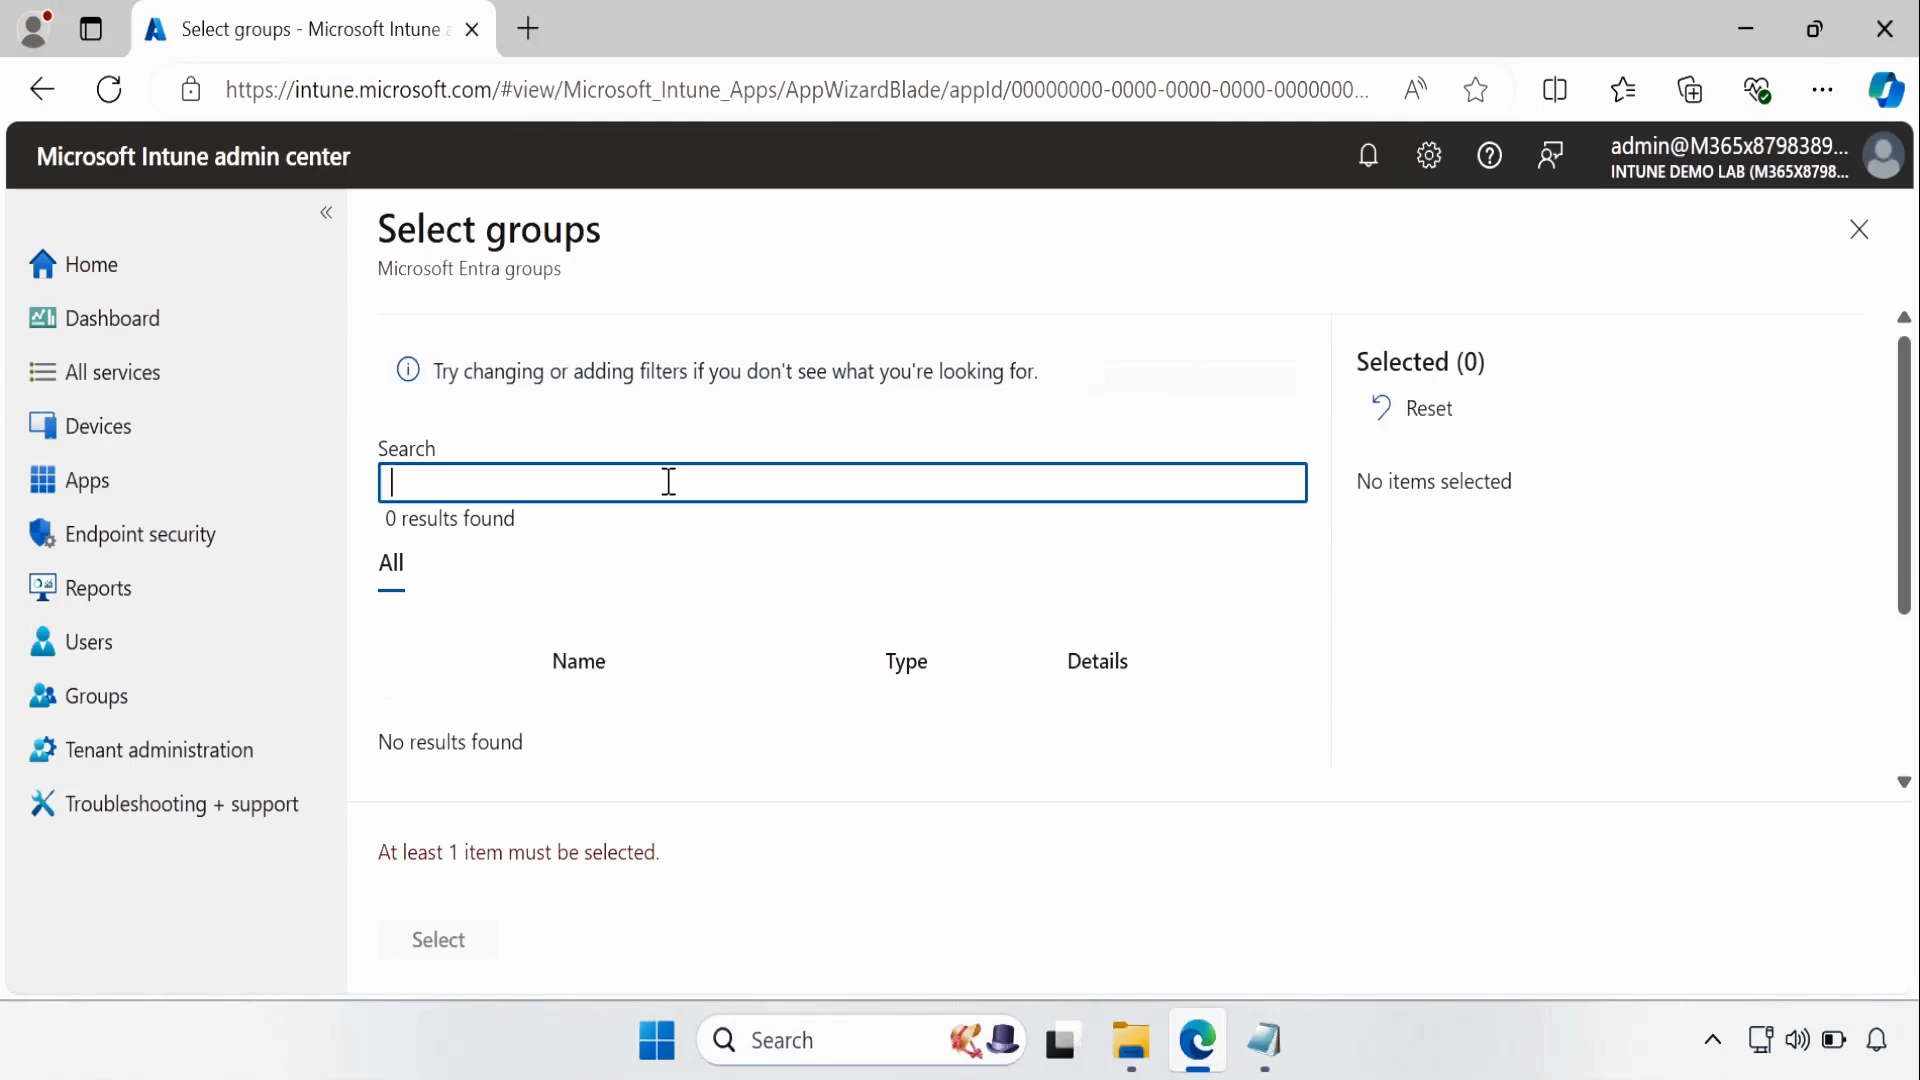 Select groups - Microsoft Intune a
https://intune.microsoft.com/#view/Microsoft_Intune_Apps/AppWizardBlade/appId/00000000-0000-0000-0000-0000000...
Microsoft Intune admin center
admin@M365x8798389...
INTUNE DEMO LAB (M365X8798...
Home
Dashboard
All services
Devices
Apps
Endpoint security
Reports
Users
Groups
Tenant administration
Troubleshooting + support
Select groups
Microsoft Entra groups
Try changing or adding filters if you don't see what you're looking for.
Search
0 results found
All
Name Type Details
No results found
Selected (0)
Reset
No items selected
At least 1 item must be selected.
Select
Search